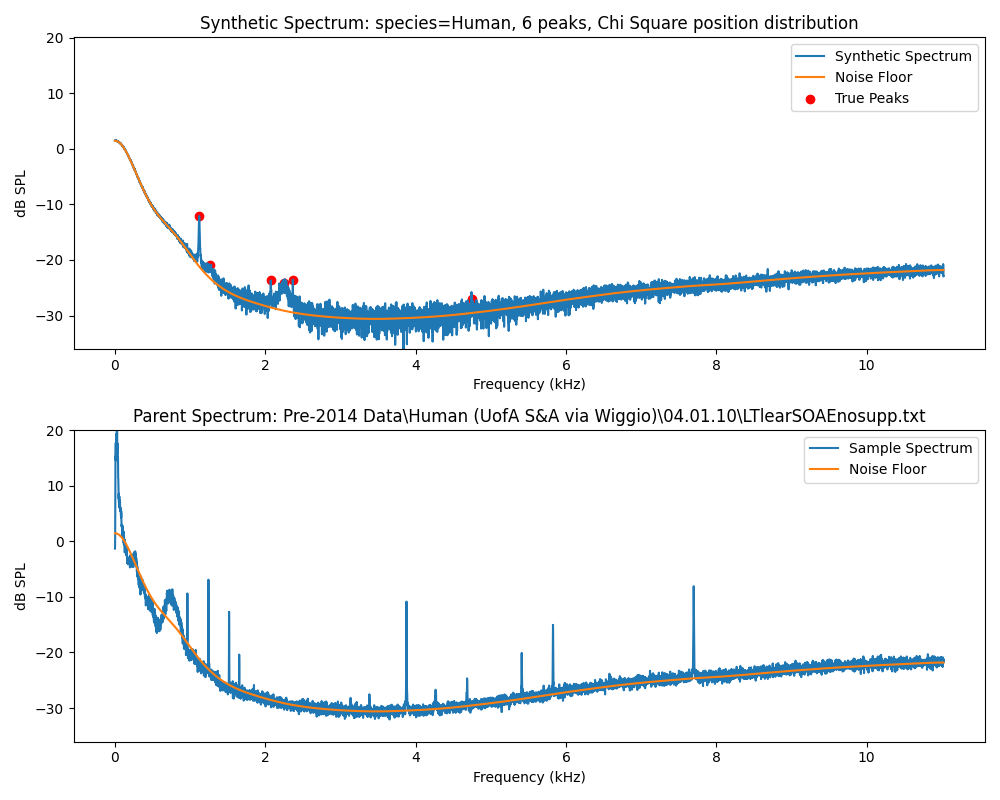 Synthetic Spectrum: species=Human, 6 peaks, Chi Square position distribution
20
10
0
−10
−20
−30
dB SPL
Synthetic Spectrum
Noise Floor
True Peaks
0 2 4 6 8 10
Frequency (kHz)
Parent Spectrum: Pre-2014 Data\Human (UofA S&A via Wiggio)\04.01.10\LTlearSOAEnosupp.txt
20
10
0
−10
−20
−30
dB SPL
Sample Spectrum
Noise Floor
0 2 4 6 8 10
Frequency (kHz)